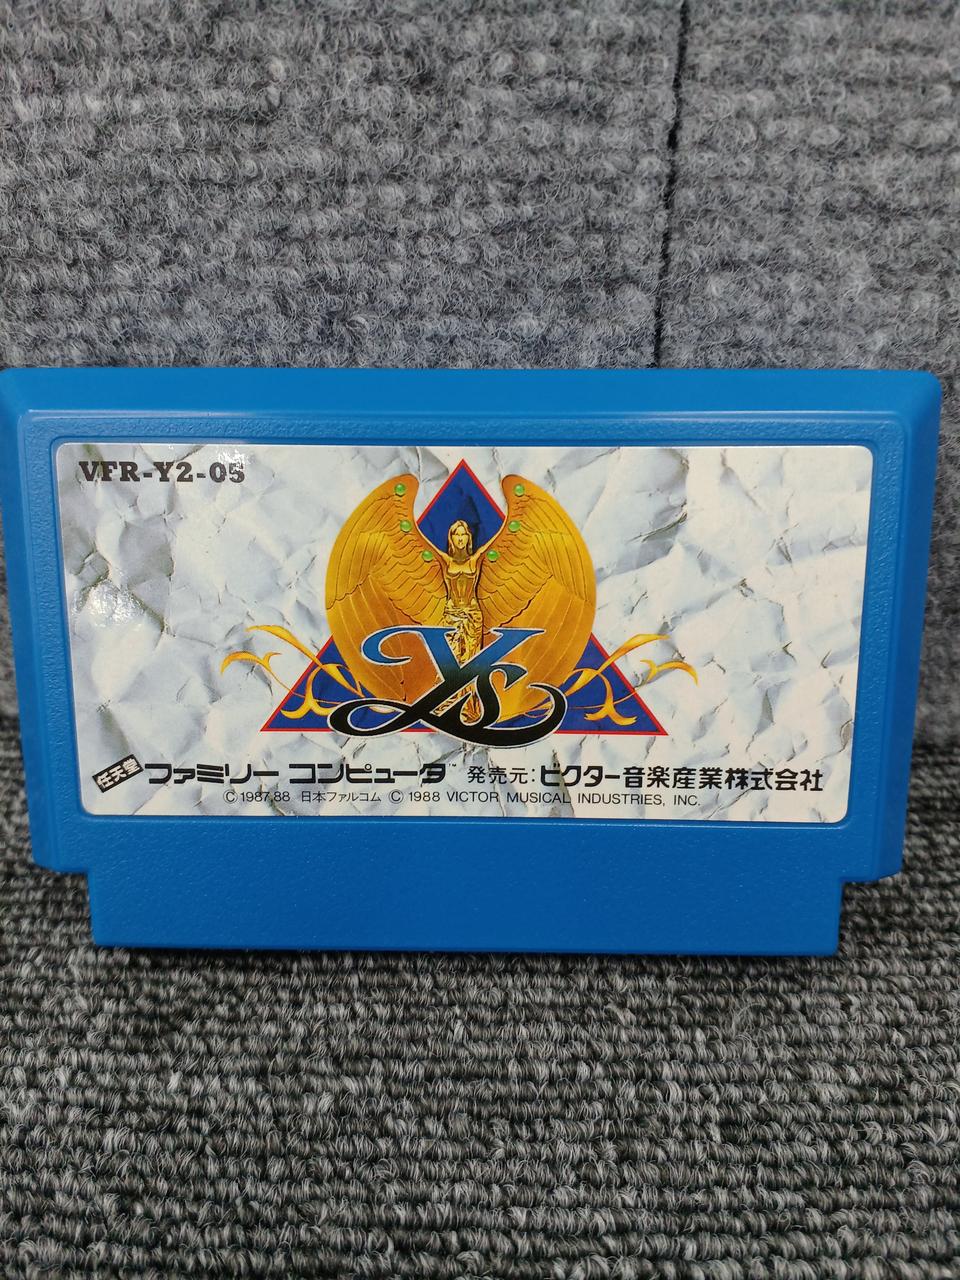 VFR-Y2-05
Ys
任天堂 ファミリー コンピュータ™ 発売元:ビクター音楽産業株式会社
© 1987,88 日本ファルコム © 1988 VICTOR MUSICAL INDUSTRIES, INC.